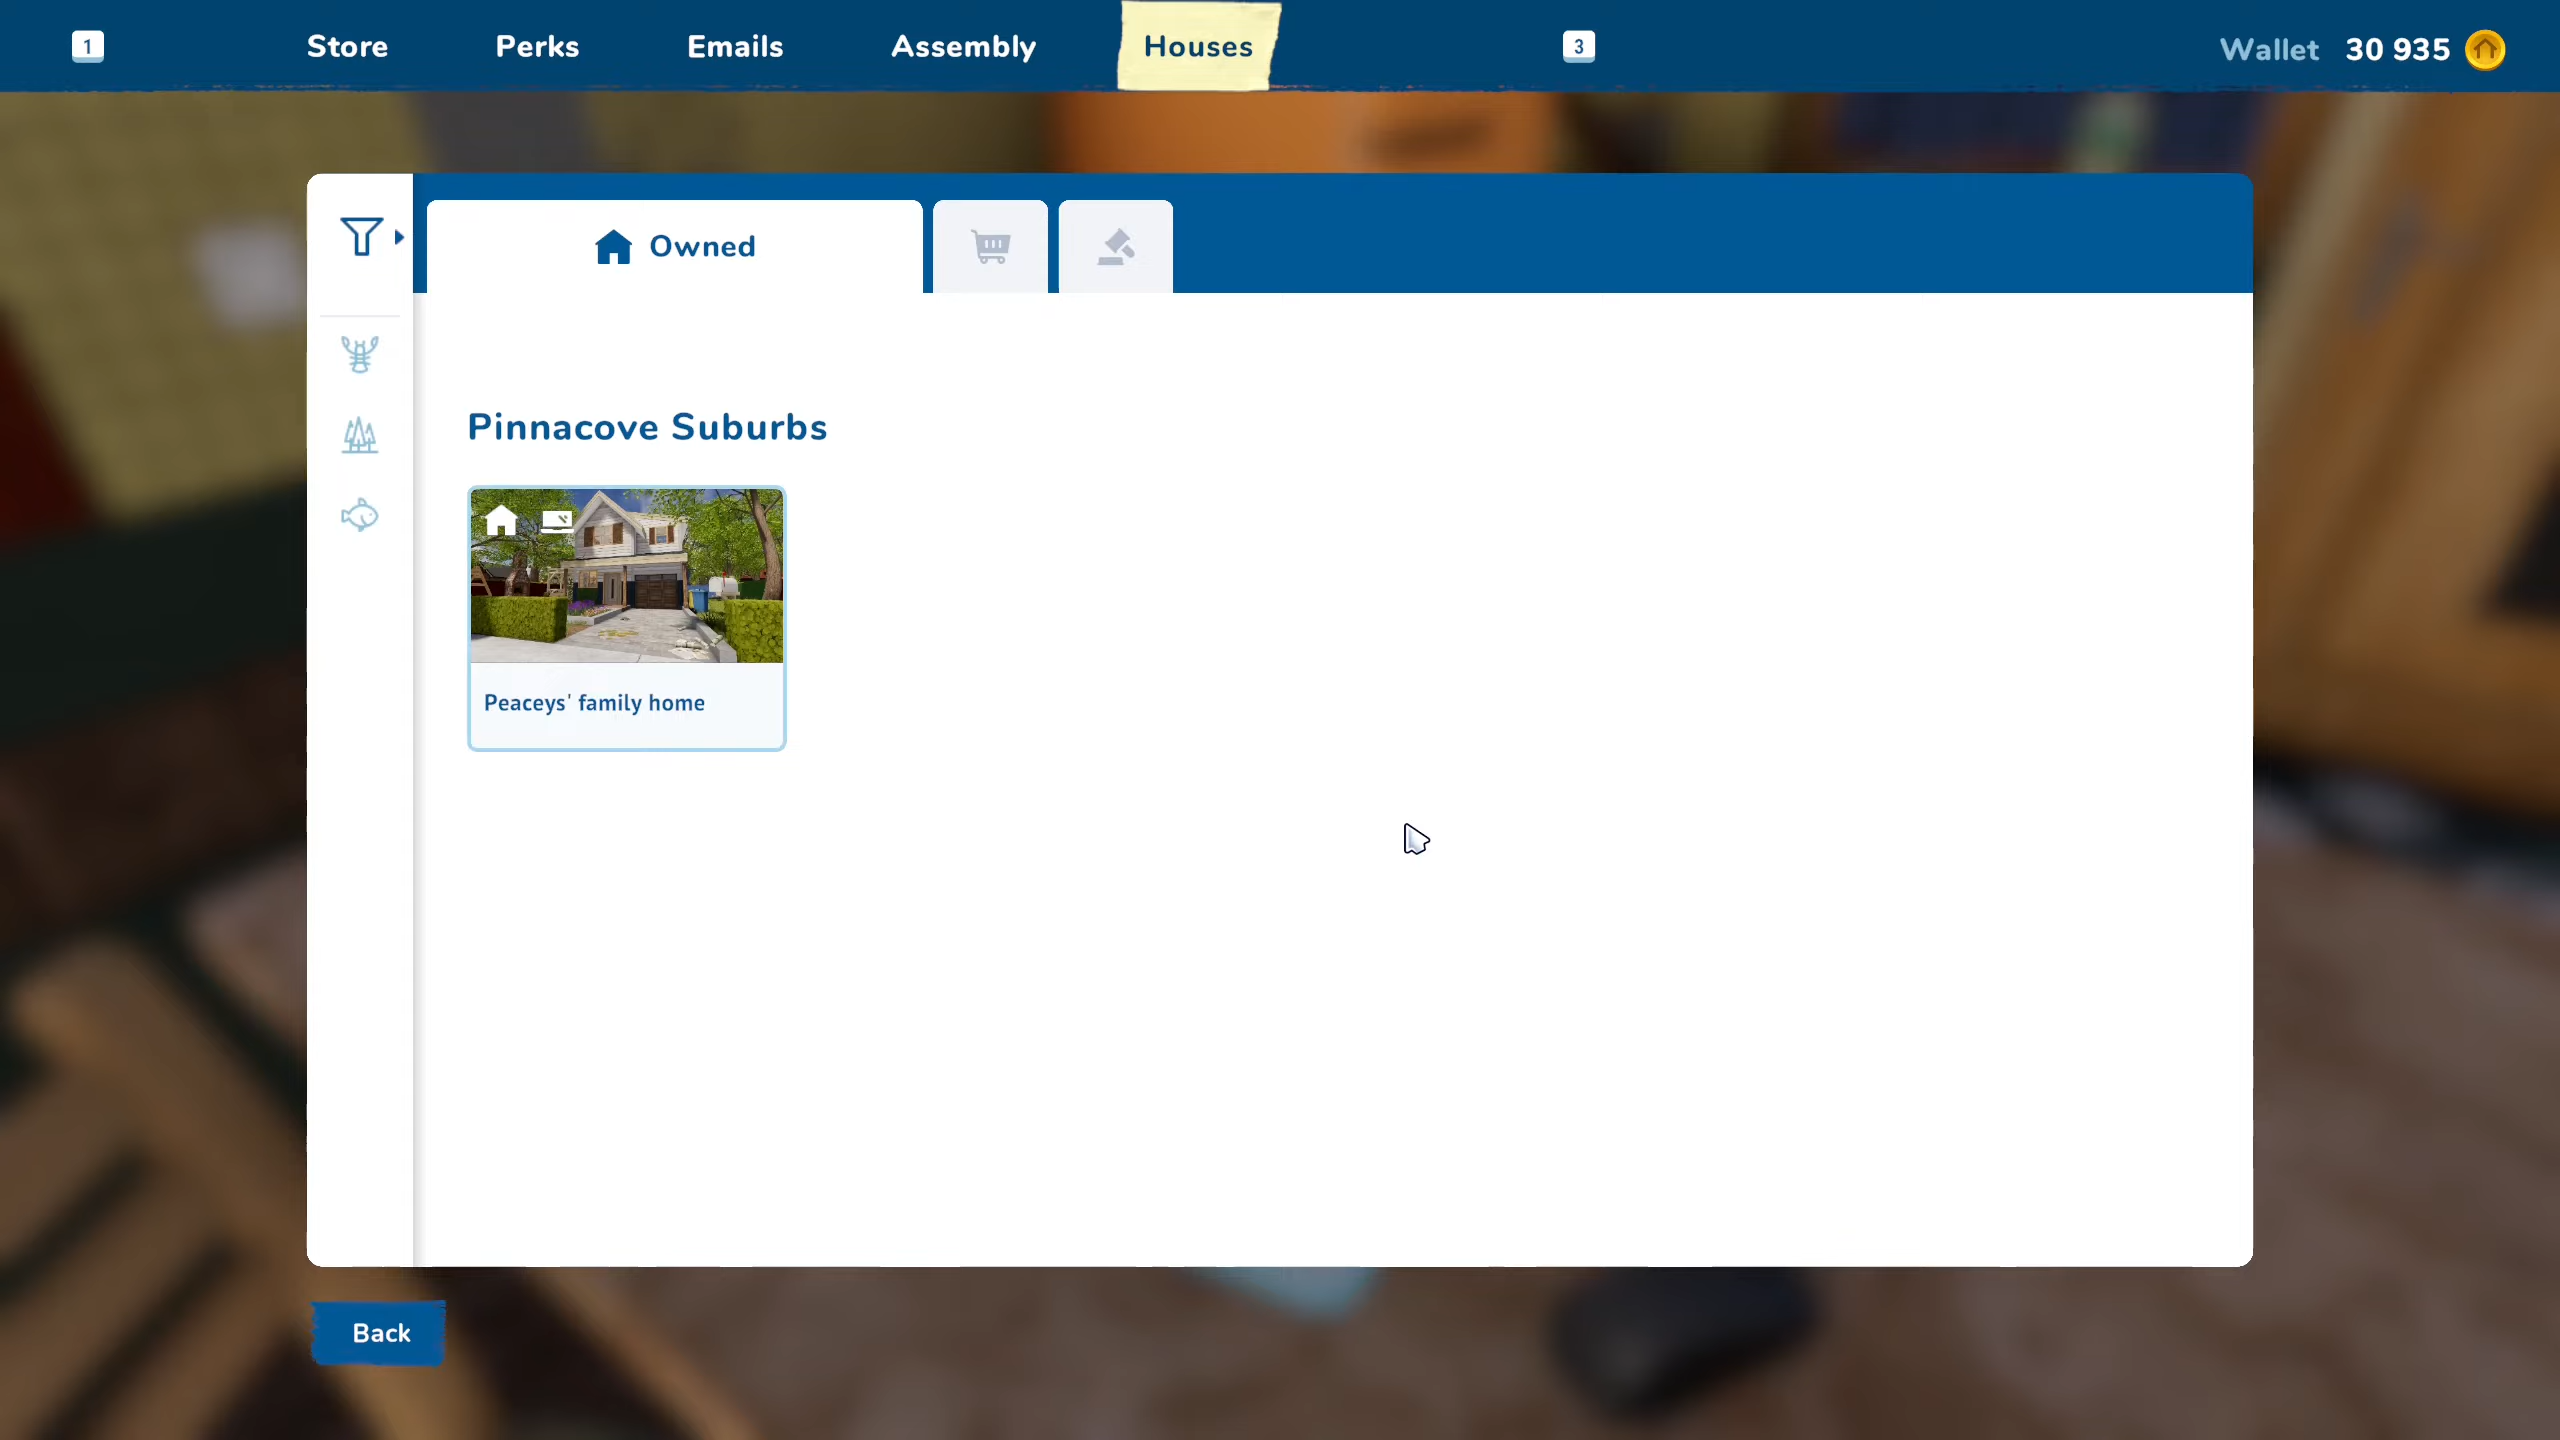 1 Store Perks Emails Assembly Houses 3 Wallet 30 935
Owned
Pinnacove Suburbs
Peaceys' family home
Back